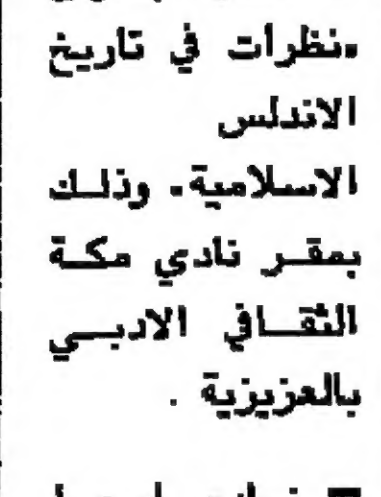 «نظرات في تاريخ
الاندلس
الاسلامية» وذلك
بمقر نادي مكة
الثقافي الادبي
بالعزيزية .